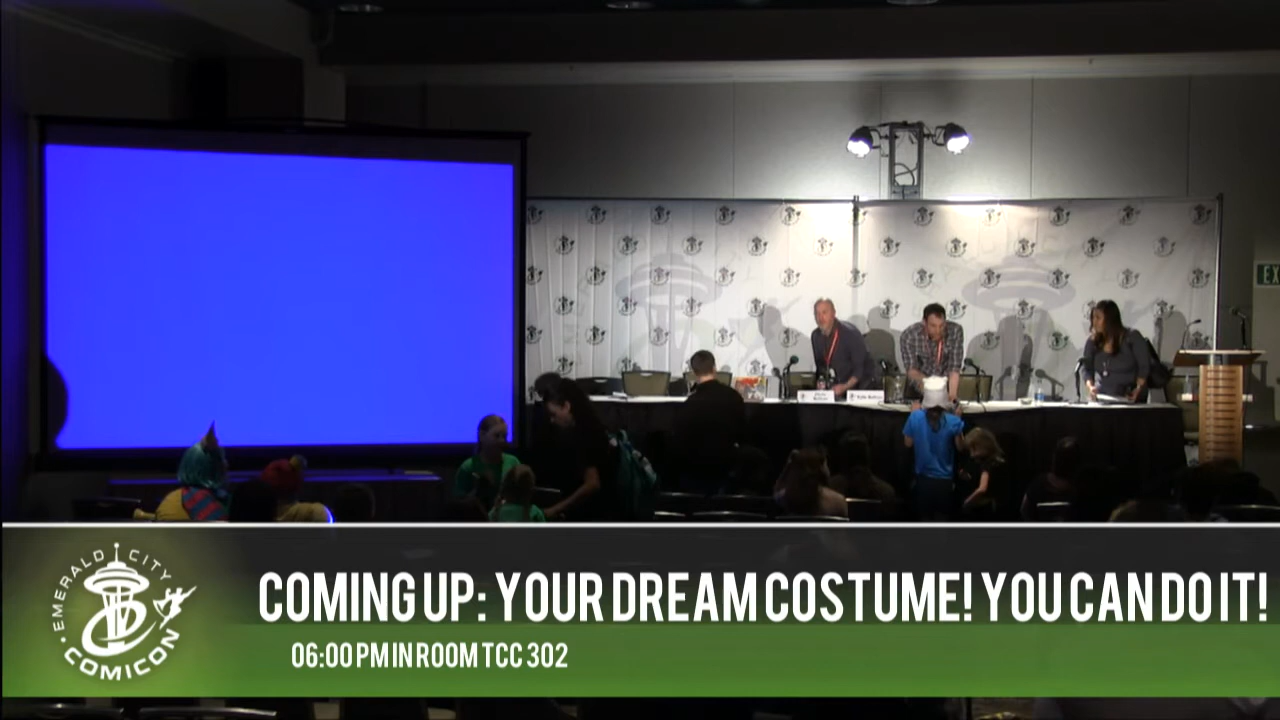 EX
COMING UP: YOUR DREAM COSTUME! YOU CAN DO IT!
06:00 PM IN ROOM TCC 302
EMERALD CITY
COMICON